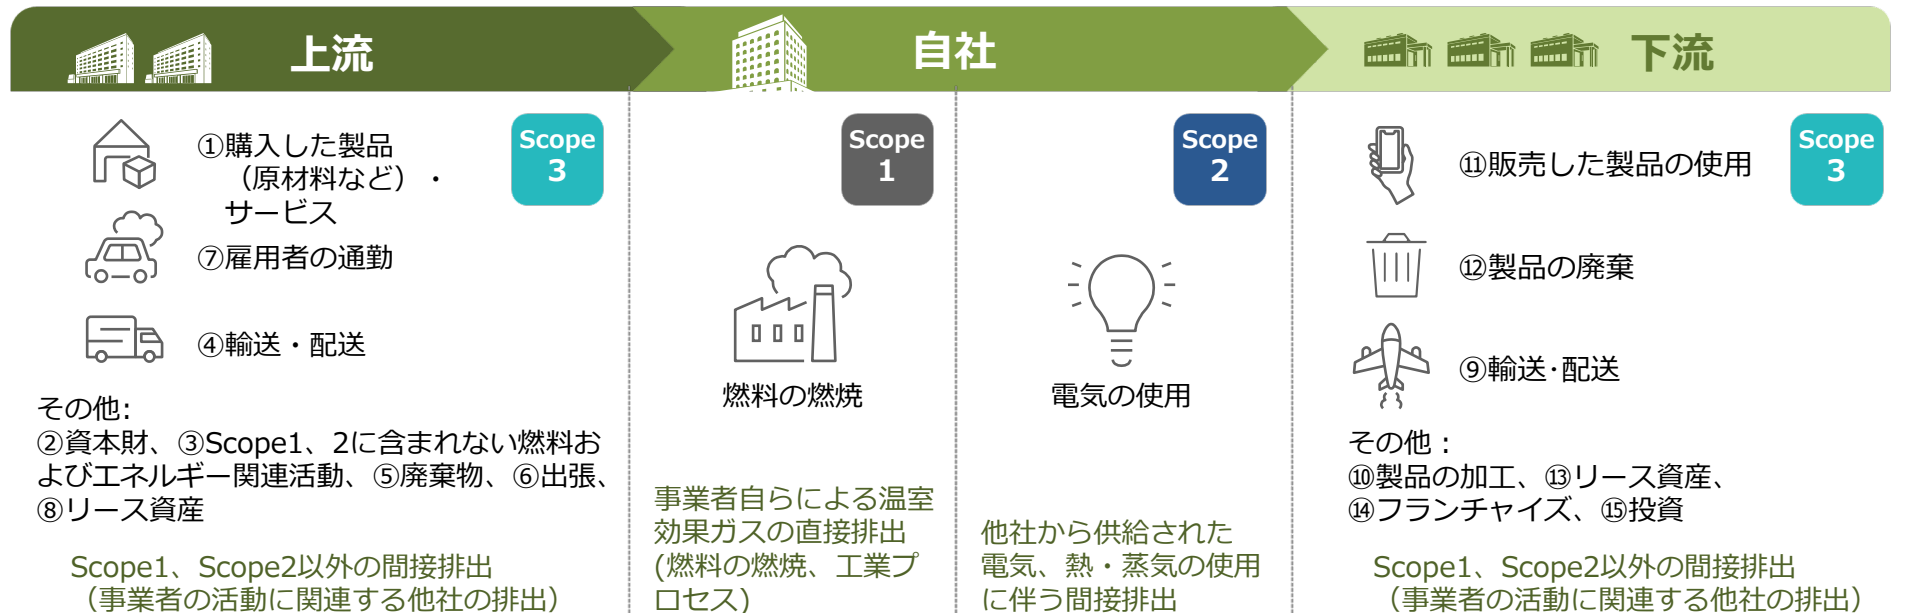 上流
自社
下流
①購入した製品
（原材料など）・
サービス
Scope
3
⑦雇用者の通勤
④輸送・配送
その他:
②資本財、③Scope1、2に含まれない燃料お
よびエネルギー関連活動、⑤廃棄物、⑥出張、
⑧リース資産
Scope1、Scope2以外の間接排出
（事業者の活動に関連する他社の排出）
Scope
1
燃料の燃焼
事業者自らによる温室
効果ガスの直接排出
(燃料の燃焼、工業プ
ロセス)
Scope
2
電気の使用
他社から供給された
電気、熱・蒸気の使用
に伴う間接排出
⑪販売した製品の使用
Scope
3
⑫製品の廃棄
⑨輸送･配送
その他：
⑩製品の加工、⑬リース資産、
⑭フランチャイズ、⑮投資
Scope1、Scope2以外の間接排出
（事業者の活動に関連する他社の排出）